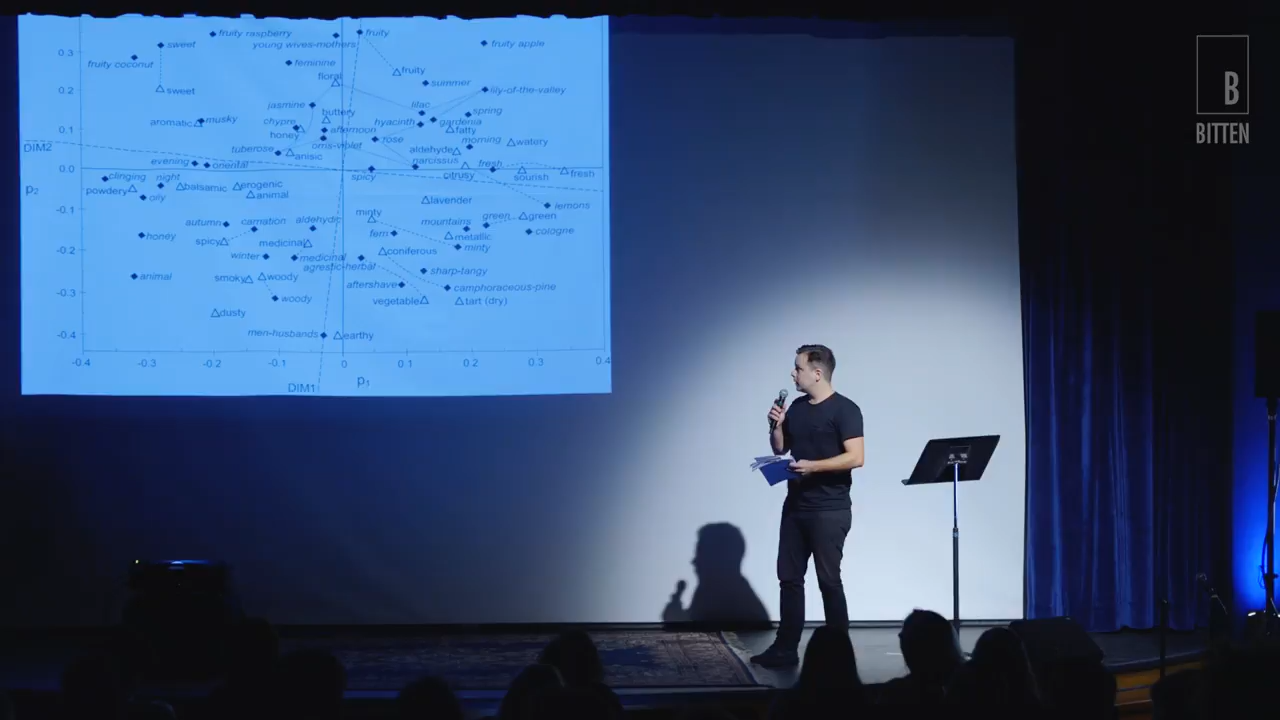 fruity raspberry
fruity
sweet
young wives-mothers
fruity apple
0.3
fruity coconut
feminine
floral
fruity
sweet
summer
lily-of-the-valley
0.2
jasmine
lilac
buttery
spring
aromatic
musky
chypre
hyacinth
gardenia
0.1
honey
afternoon
fatty
orris-violet
rose
morning
watery
DIM2
tuberose
anisic
aldehyde
narcissus
evening
oriental
fresh
0.0
spicy
citrusy
sourish
fresh
clinging
night
p2
powdery
balsamic
erogenic
oily
animal
lavender
lemons
-0.1
minty
autumn
carnation
aldehydic
mountains
green
green
honey
spicy
medicinal
fern
metallic
cologne
-0.2
minty
winter
medicinal
coniferous
agrestic-herbal
animal
smoky
woody
sharp-tangy
aftershave
camphoraceous-pine
-0.3
woody
vegetable
tart (dry)
dusty
-0.4
men-husbands
earthy
-0.4
-0.3
-0.2
-0.1
0
0.1
0.2
0.3
0.4
DIM1
p1
B
BITTEN